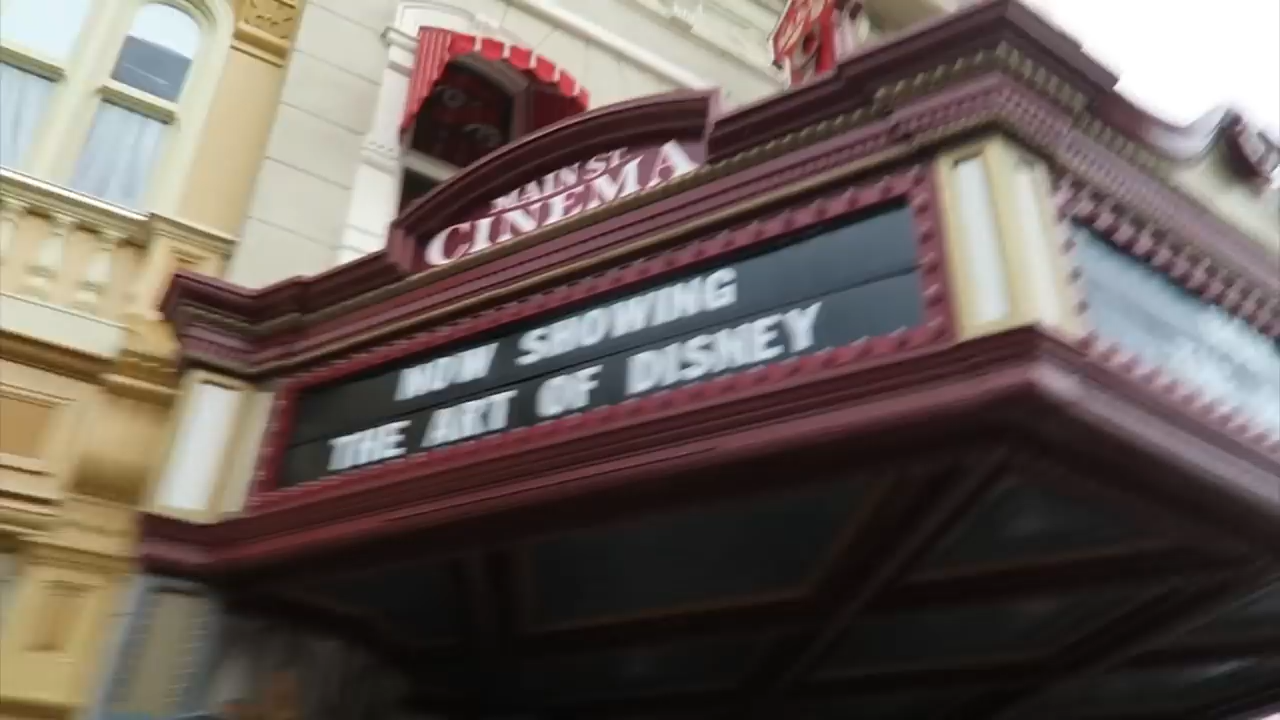 MAIN ST.
CINEMA
NOW SHOWING
THE ART OF DISNEY